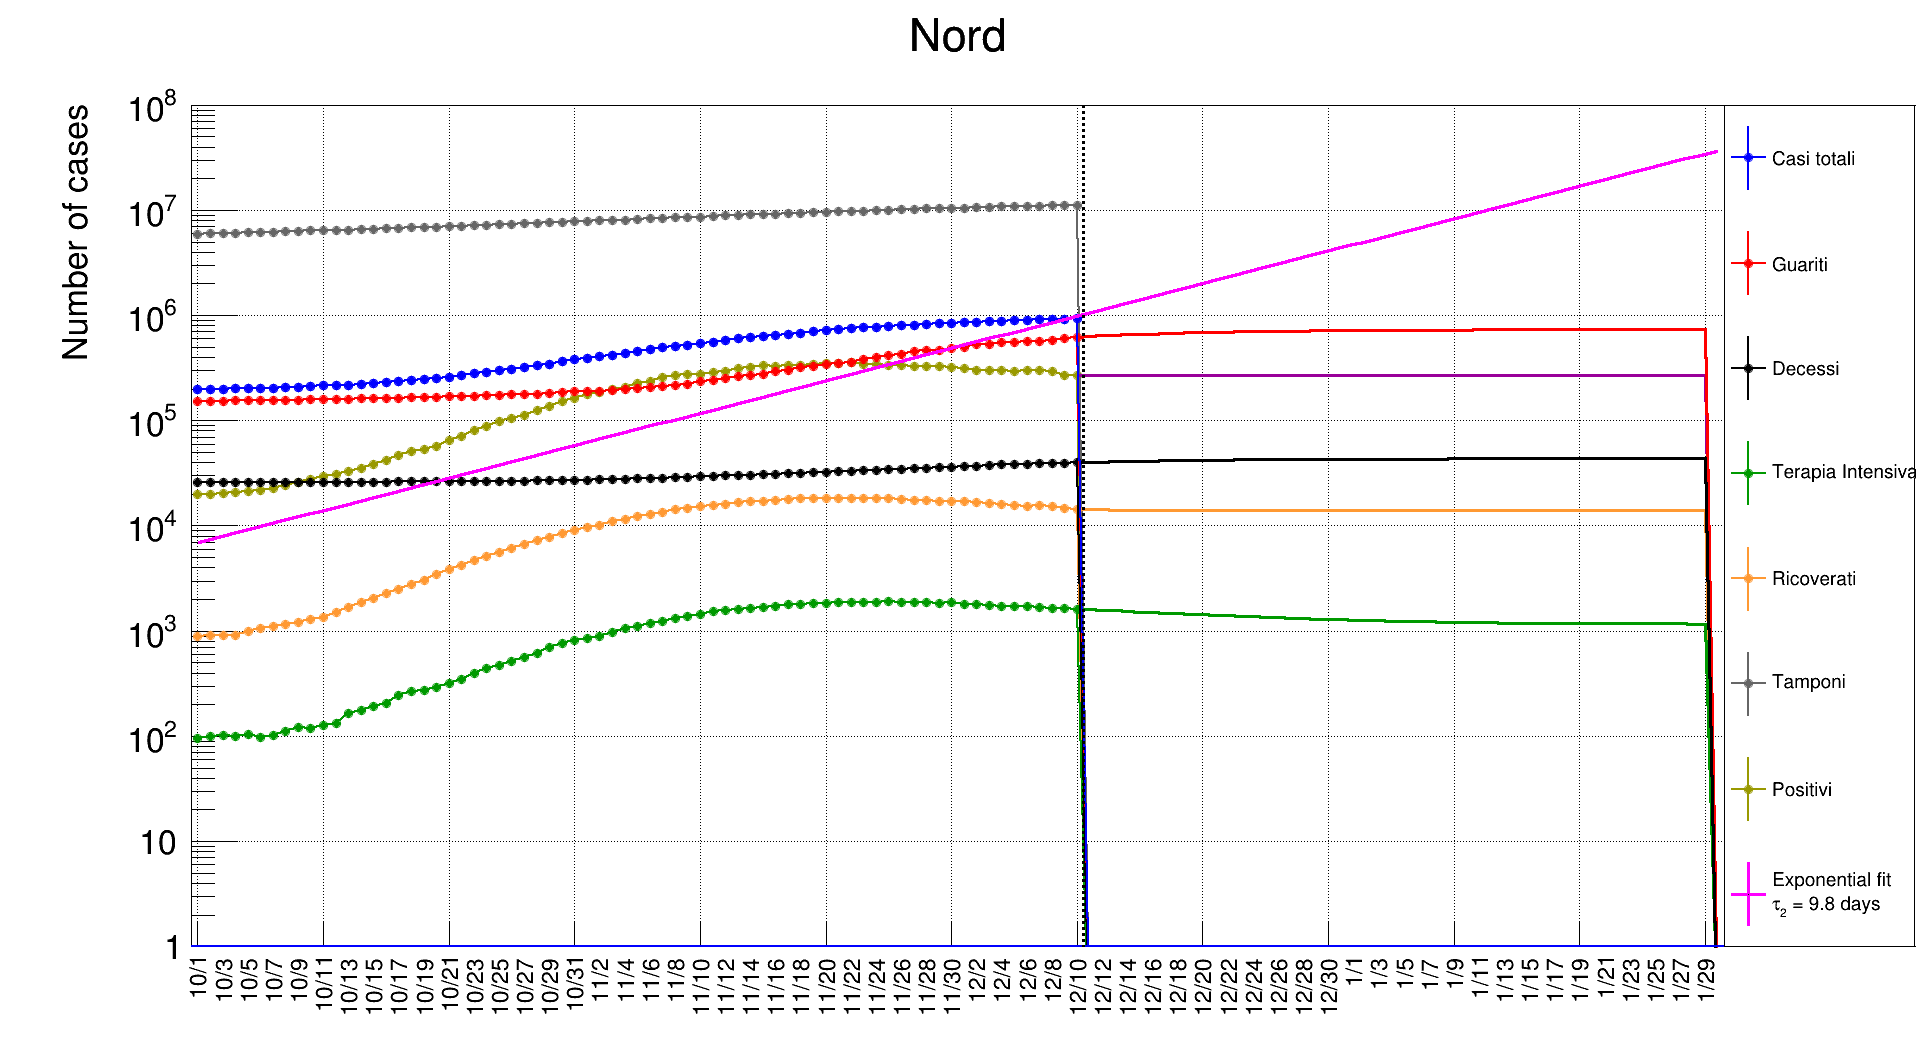 Nord
Number of cases
10^8
10^7
10^6
10^5
10^4
10^3
10^2
10
1
10/1 10/3 10/5 10/7 10/9 10/11 10/13 10/15 10/17 10/19 10/21 10/23 10/25 10/27 10/29 10/31 11/2 11/4 11/6 11/8 11/10 11/12 11/14 11/16 11/18 11/20 11/22 11/24 11/26 11/28 11/30 12/2 12/4 12/6 12/8 12/10 12/12 12/14 12/16 12/18 12/20 12/22 12/24 12/26 12/28 12/30 1/1 1/3 1/5 1/7 1/9 1/11 1/13 1/15 1/17 1/19 1/21 1/23 1/25 1/27 1/29
Casi totali
Guariti
Decessi
Terapia Intensiva
Ricoverati
Tamponi
Positivi
Exponential fit
τ_2 = 9.8 days